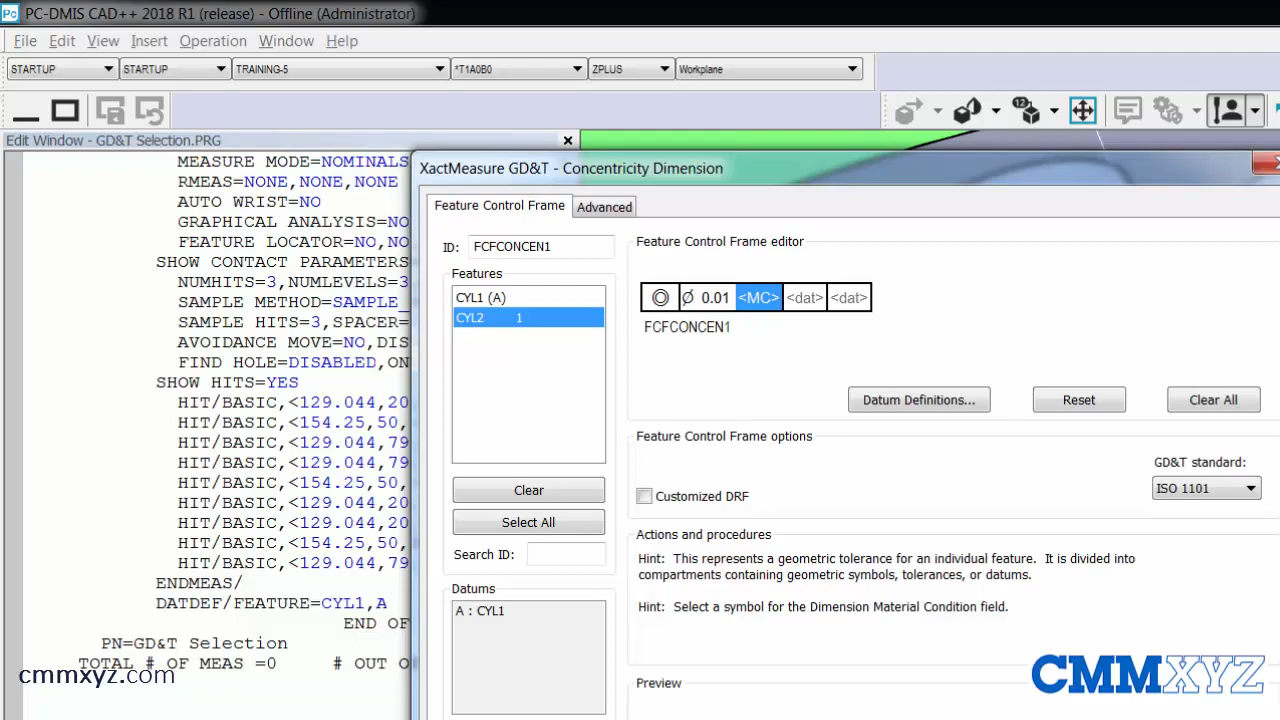 Pc PC-DMIS CAD++ 2018 R1 (release) - Offline (Administrator)
File Edit View Insert Operation Window Help
STARTUP STARTUP TRAINING-5 *T1A0B0 ZPLUS Workplane
Edit Window - GD&T Selection.PRG
MEASURE MODE=NOMINALS
RMEAS=NONE,NONE,NONE
AUTO WRIST=NO
GRAPHICAL ANALYSIS=NO
FEATURE LOCATOR=NO,NO
SHOW CONTACT PARAMETERS
NUMHITS=3,NUMLEVELS=3
SAMPLE METHOD=SAMPLE_
SAMPLE HITS=3,SPACER=
AVOIDANCE MOVE=NO,DIS
FIND HOLE=DISABLED,ON
SHOW HITS=YES
HIT/BASIC,<129.044,20
HIT/BASIC,<154.25,50,
HIT/BASIC,<129.044,79
HIT/BASIC,<129.044,79
HIT/BASIC,<154.25,50,
HIT/BASIC,<129.044,20
HIT/BASIC,<129.044,20
HIT/BASIC,<154.25,50,
HIT/BASIC,<129.044,79
ENDMEAS/
DATDEF/FEATURE=CYL1,A
END OF
PN=GD&T Selection
TOTAL # OF MEAS =0 # OUT O
cmmxyz.com
XactMeasure GD&T - Concentricity Dimension
Feature Control Frame Advanced
ID: FCFCONCEN1
Features
CYL1 (A)
CYL2 1
Clear
Select All
Search ID:
Datums
A : CYL1
Feature Control Frame editor
◎ Ø 0.01 <MC> <dat> <dat>
FCFCONCEN1
Datum Definitions... Reset Clear All
Feature Control Frame options
GD&T standard:
Customized DRF ISO 1101
Actions and procedures
Hint: This represents a geometric tolerance for an individual feature. It is divided into
compartments containing geometric symbols, tolerances, or datums.
Hint: Select a symbol for the Dimension Material Condition field.
Preview
CMMXYZ